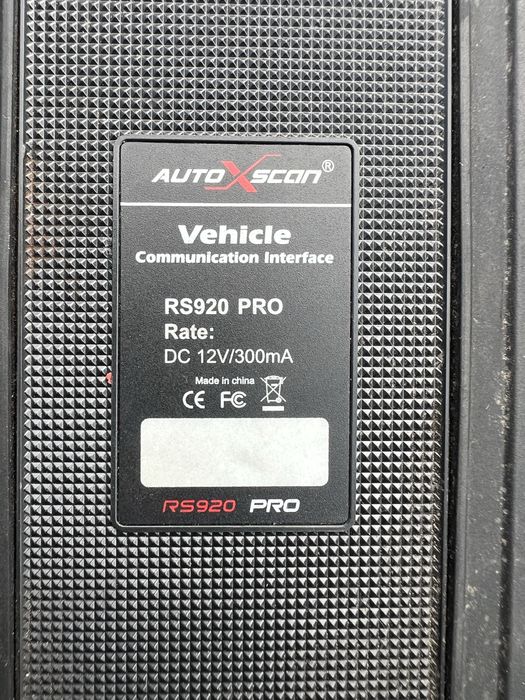 AUTOXSCAN®
Vehicle
Communication Interface
RS920 PRO
Rate:
DC 12V/300mA
Made in china
CE FC
RS920 PRO